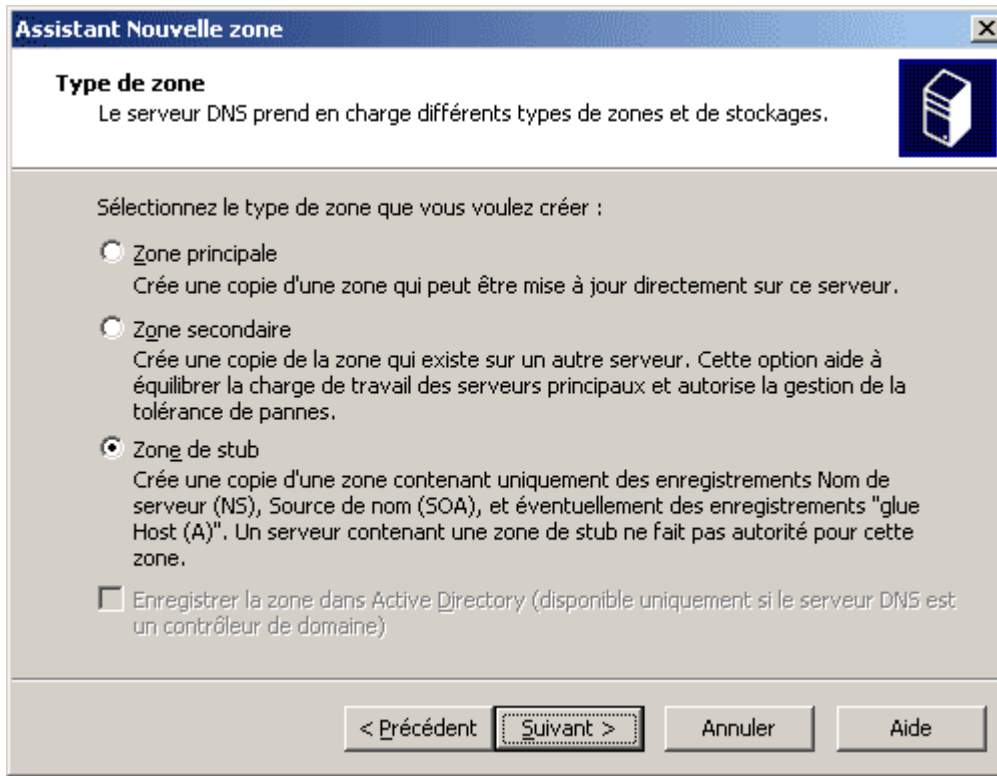 Assistant Nouvelle zone
Type de zone
Le serveur DNS prend en charge différents types de zones et de stockages.
Sélectionnez le type de zone que vous voulez créer :
Zone principale
Crée une copie d'une zone qui peut être mise à jour directement sur ce serveur.
Zone secondaire
Crée une copie de la zone qui existe sur un autre serveur. Cette option aide à
équilibrer la charge de travail des serveurs principaux et autorise la gestion de la
tolérance de pannes.
Zone de stub
Crée une copie d'une zone contenant uniquement des enregistrements Nom de
serveur (NS), Source de nom (SOA), et éventuellement des enregistrements "glue
Host (A)". Un serveur contenant une zone de stub ne fait pas autorité pour cette
zone.
Enregistrer la zone dans Active Directory (disponible uniquement si le serveur DNS est
un contrôleur de domaine)
< Précédent Suivant > Annuler Aide